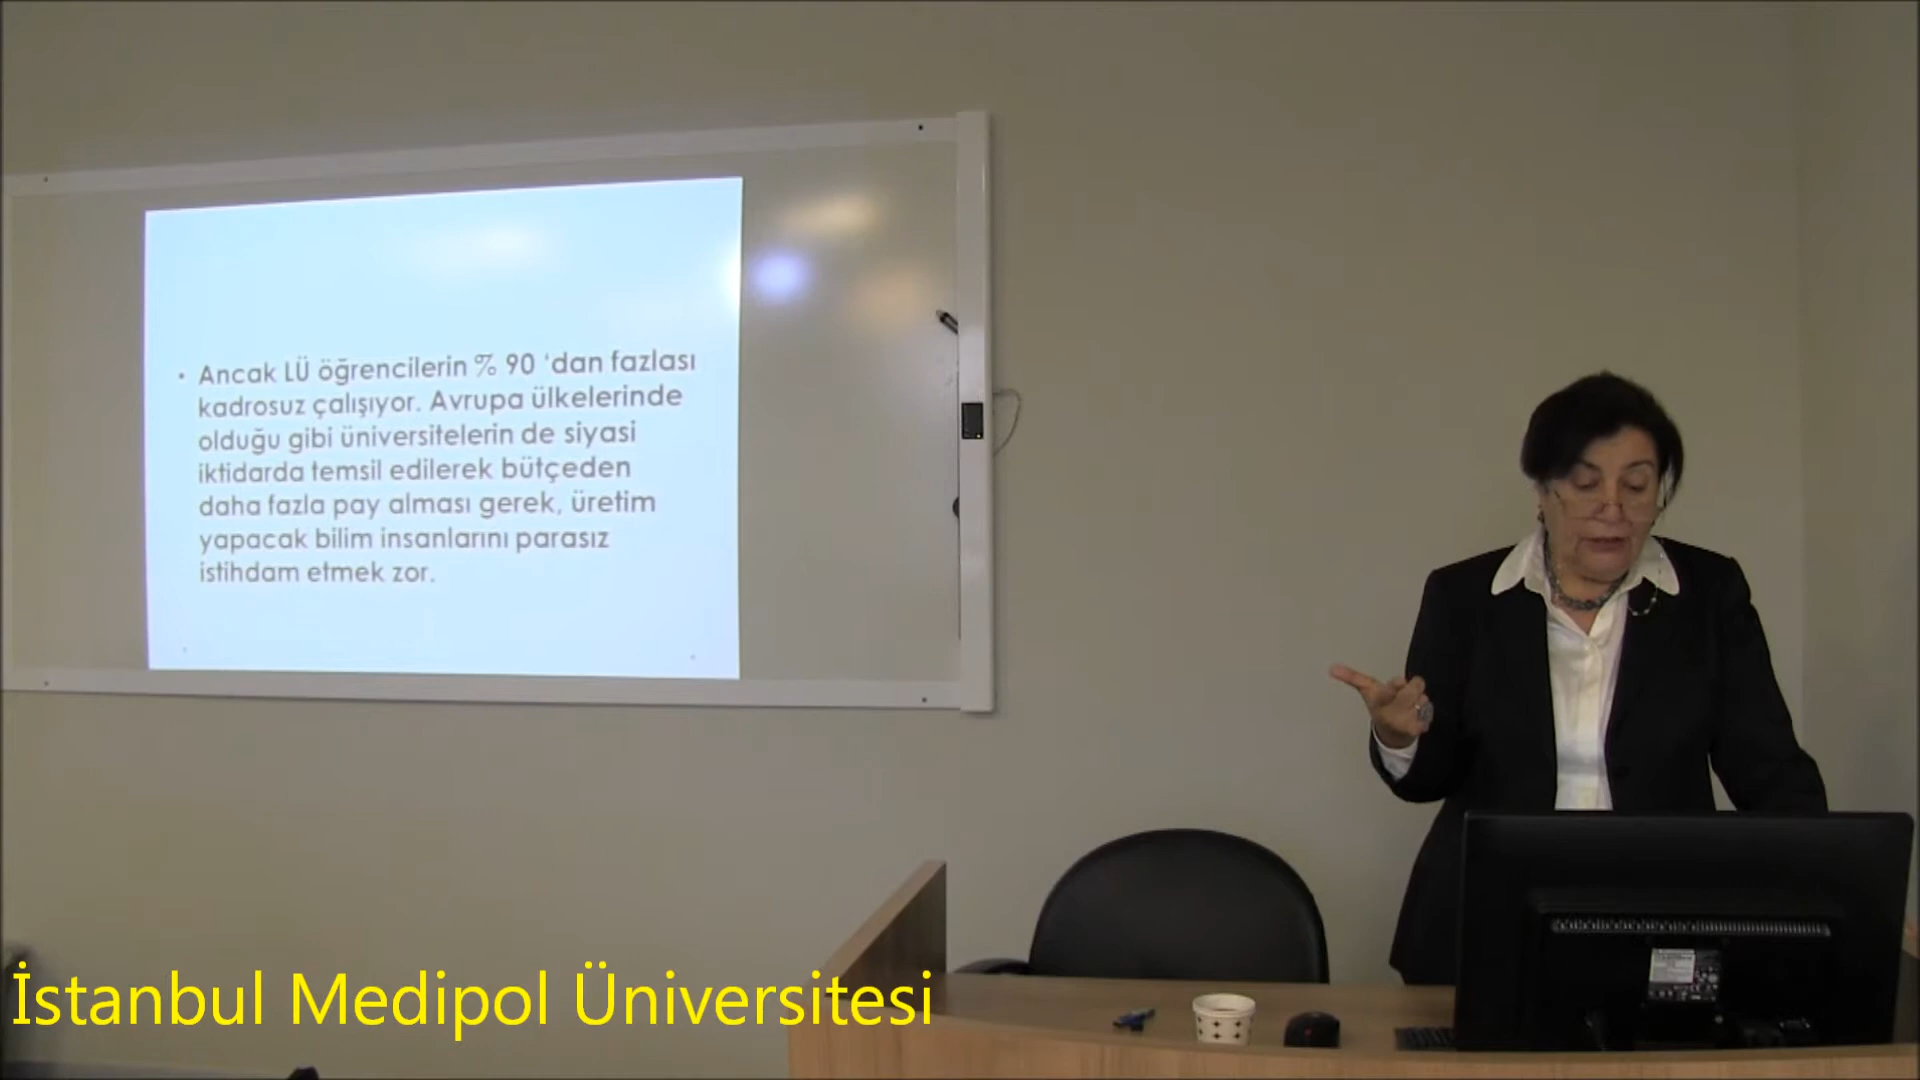 • Ancak LÜ öğrencilerin % 90 'dan fazlası
kadrosuz çalışıyor. Avrupa ülkelerinde
olduğu gibi üniversitelerin de siyasi
iktidarda temsil edilerek bütçeden
daha fazla pay alması gerek, üretim
yapacak bilim insanlarını parasız
istihdam etmek zor.
İstanbul Medipol Üniversitesi